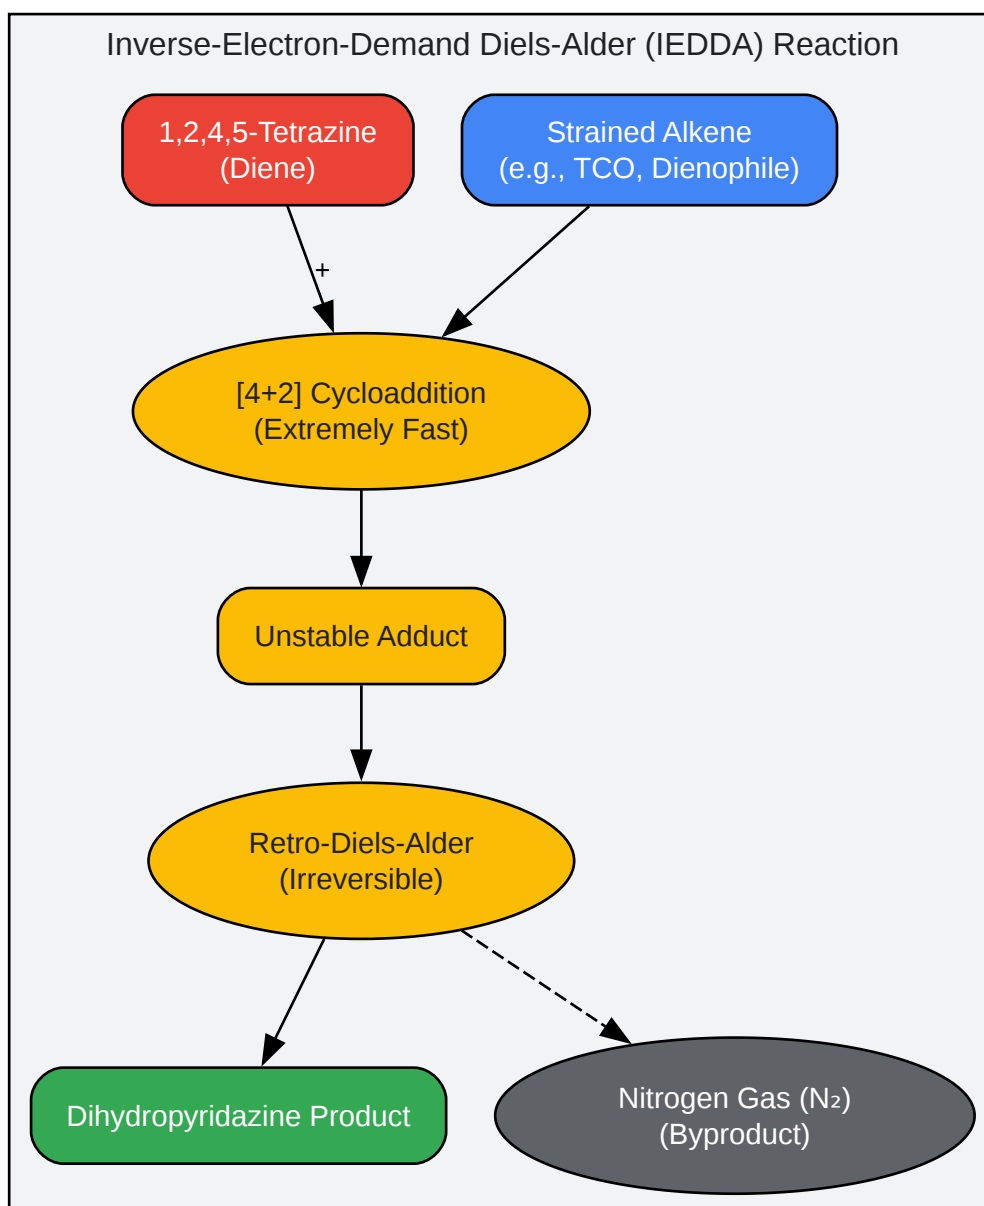 Inverse-Electron-Demand Diels-Alder (IEDDA) Reaction
1,2,4,5-Tetrazine
(Diene)
Strained Alkene
(e.g., TCO, Dienophile)
+
[4+2] Cycloaddition
(Extremely Fast)
Unstable Adduct
Retro-Diels-Alder
(Irreversible)
Dihydropyridazine Product
Nitrogen Gas (N₂)
(Byproduct)